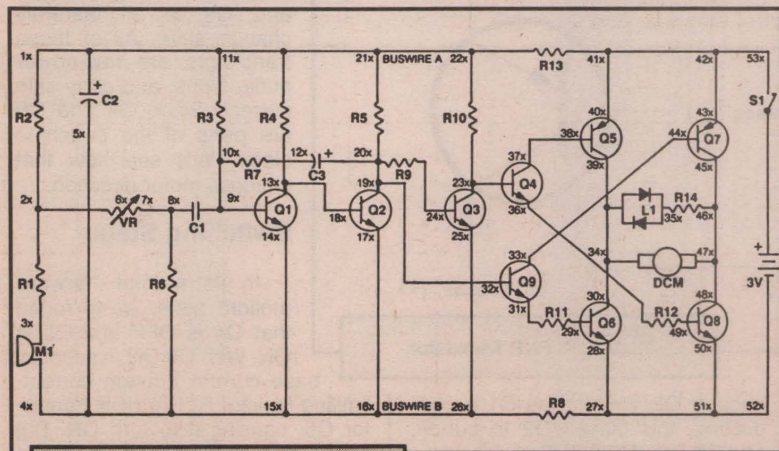 1x 11x 21x BUSWIRE A 22x R13 41x 42x 53x
R2 C2 + 5x R3 R4 R5 R10 40x 43x S1
38x Q5 44x Q7
10x 12x + 20x 37x 39x 45x
R7 C3 R9 Q4
2x 6x 7x 8x 9x 13x 19x 23x 36x L1 R14
VR C1 Q1 18x Q2 24x Q3 35x 46x
14x 17x 25x 33x 34x 47x
R1 R6 32x Q9 DCM 3V
31x 30x 48x
3x R11 29x Q6 R12 49x Q8
M1 28x 50x
4x 15x 16x BUSWIRE B 26x R8 27x 51x 52x